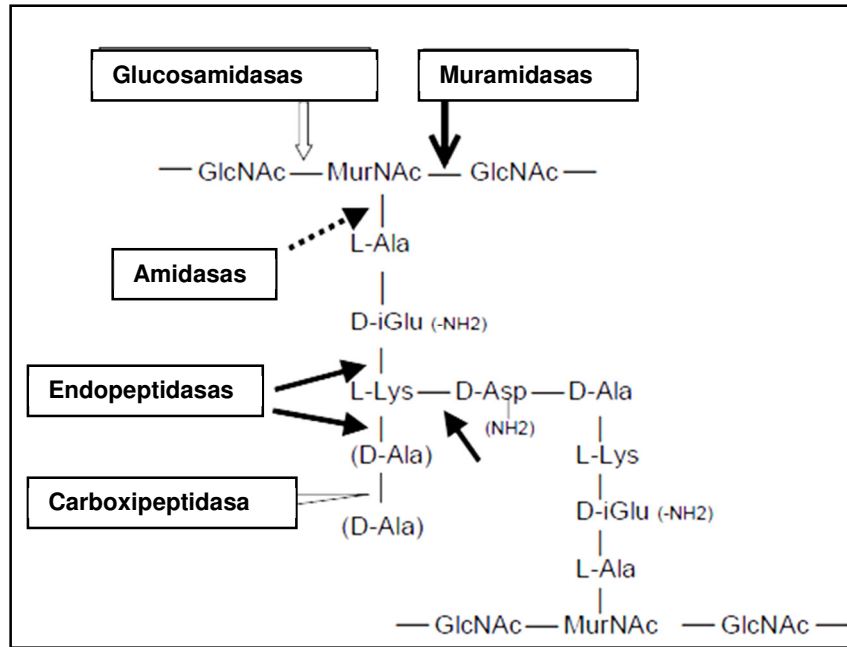 Glucosamidasas Muramidasas
— GlcNAc — MurNAc — GlcNAc —
L-Ala
Amidasas
D-iGlu (-NH2)
Endopeptidasas
L-Lys — D-Asp — D-Ala
(NH2)
(D-Ala) L-Lys
Carboxipeptidasa
(D-Ala) D-iGlu (-NH2)
L-Ala
— GlcNAc — MurNAc — GlcNAc —